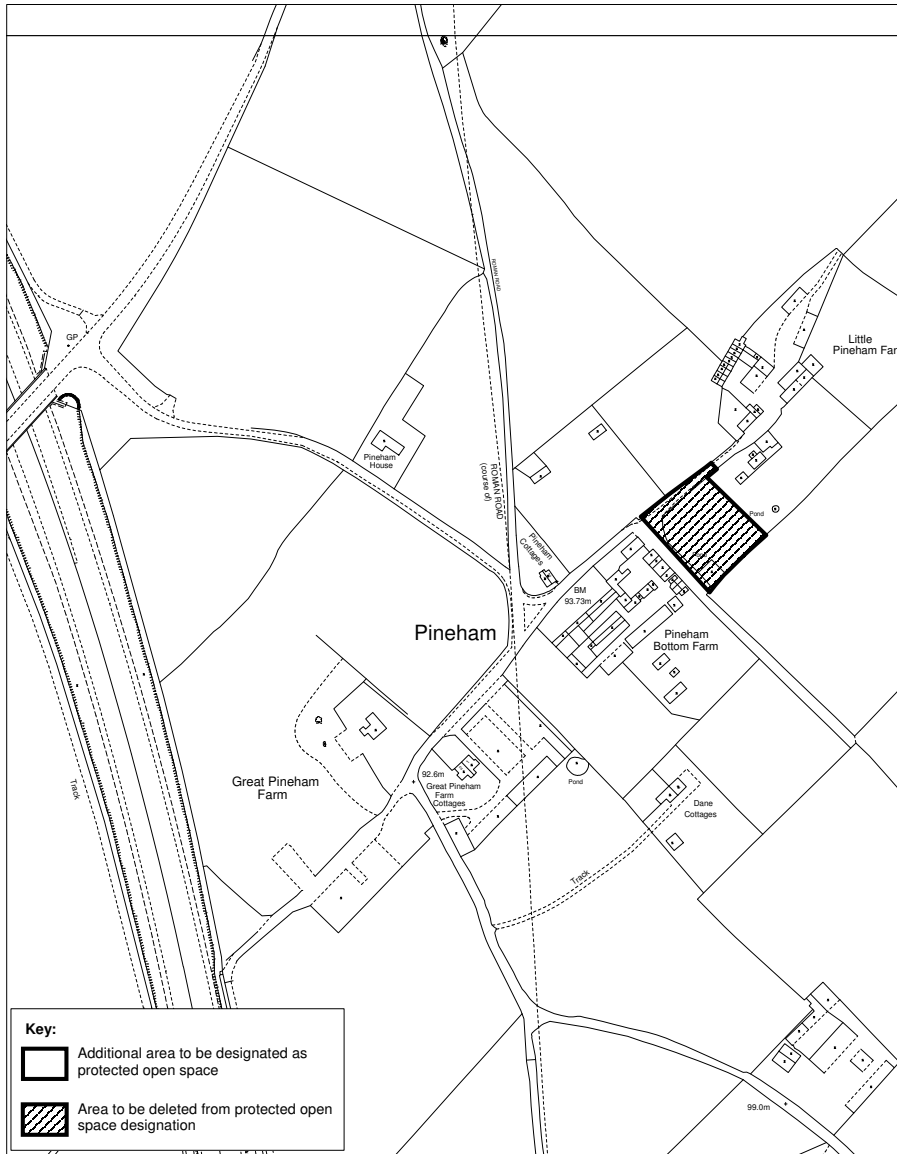 ROMAN ROAD
GP
Little
Pineham Far
Pineham
House
ROMAN ROAD
(course of)
Pond
Pineham
Cottages
BM
93.73m
Pineham
Pineham
Bottom Farm
Track
Great Pineham
Farm
92.6m
Great Pineham
Farm
Cottages
Pond
Dane
Cottages
Track
99.0m
Key:
Additional area to be designated as
protected open space
Area to be deleted from protected open
space designation